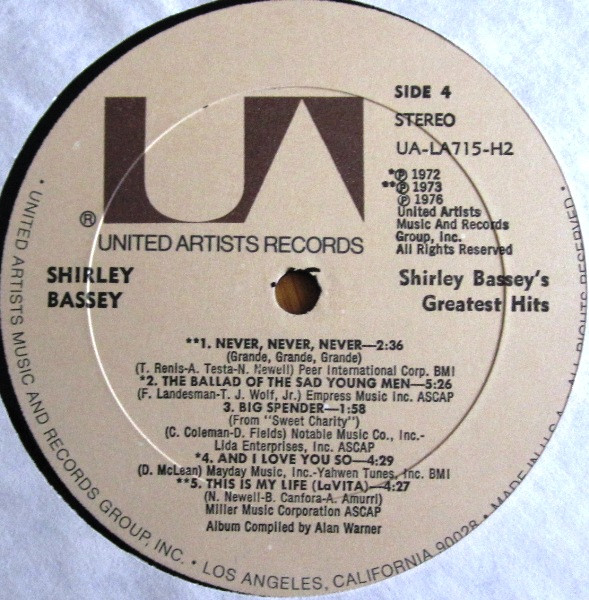 UA
®
UNITED ARTISTS RECORDS
SIDE 4
STEREO
UA-LA715-H2
*Ⓟ 1972
**Ⓟ 1973
Ⓟ 1976
United Artists
Music And Records
Group, Inc.
All Rights Reserved
SHIRLEY
BASSEY
Shirley Bassey's
Greatest Hits
**1. NEVER, NEVER, NEVER—2:36
(Grande, Grande, Grande)
(T. Renis-A. Testa-N. Newell) Peer International Corp. BMI
*2. THE BALLAD OF THE SAD YOUNG MEN—5:26
(F. Landesman-T. J. Wolf, Jr.) Empress Music Inc. ASCAP
3. BIG SPENDER—1:58
(From "Sweet Charity")
(C. Coleman-D. Fields) Notable Music Co., Inc.-
Lida Enterprises, Inc. ASCAP
*4. AND I LOVE YOU SO—4:29
(D. McLean) Mayday Music, Inc.-Yahwen Tunes, Inc. BMI
**5. THIS IS MY LIFE (LaVITA)—4:27
(N. Newell-B. Canfora-A. Amurri)
Miller Music Corporation ASCAP
Album Compiled by Alan Warner
• UNITED ARTISTS MUSIC AND RECORDS GROUP, INC. • LOS ANGELES, CALIFORNIA 90028 • MADE IN U.S.A. • ALL RIGHTS RESERVED •